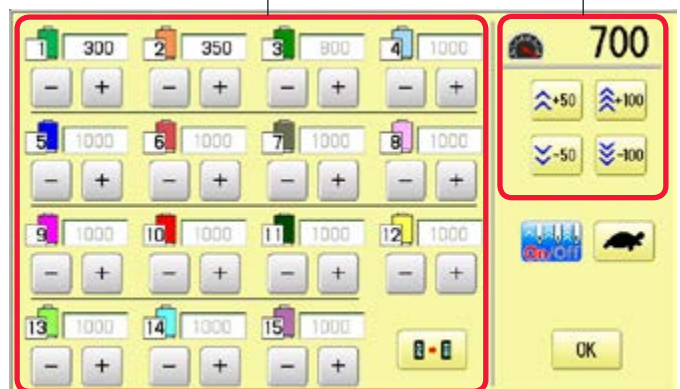 1 300 2 350 3 800 4 1000 700
- + - + - + - +
+50 +100
5 1000 6 1000 7 1000 8 1000
-50 -100
- + - + - + - +
9 1000 10 1000 11 1000 12 1000
On/Off
- + - + - + - +
13 1000 14 1000 15 1000
- + - + - + OK